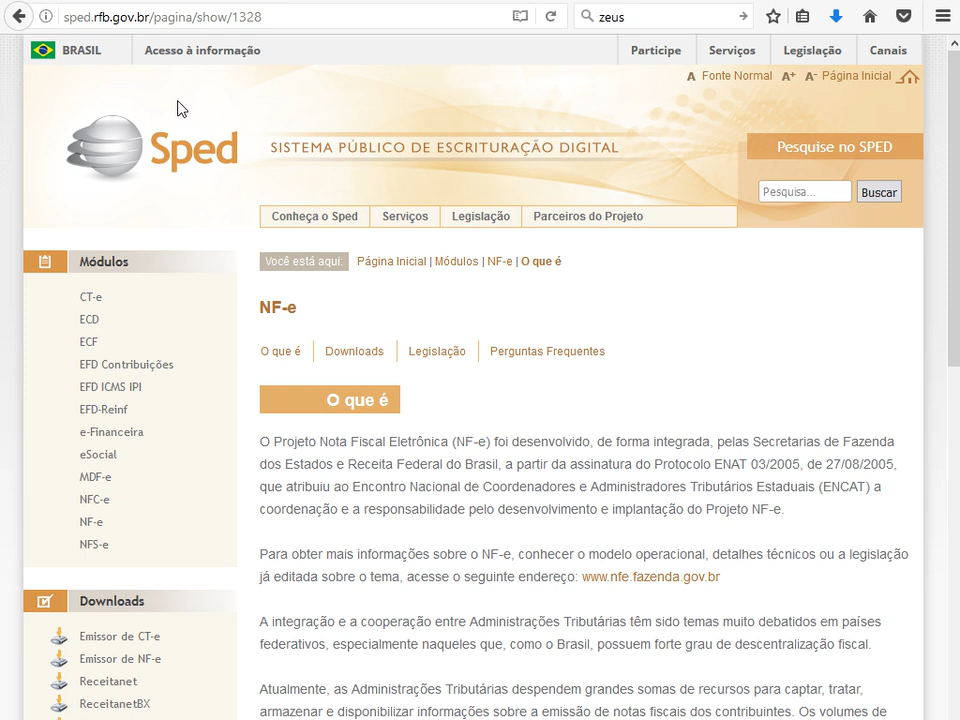 sped.rfb.gov.br/pagina/show/1328
zeus
BRASIL
Acesso à informação
Participe
Serviços
Legislação
Canais
A Fonte Normal A+ A- Página Inicial
Sped
SISTEMA PÚBLICO DE ESCRITURAÇÃO DIGITAL
Pesquise no SPED
Pesquisa...
Buscar
Conheça o Sped
Serviços
Legislação
Parceiros do Projeto
Módulos
CT-e
ECD
ECF
EFD Contribuições
EFD ICMS IPI
EFD-Reinf
e-Financeira
eSocial
MDF-e
NFC-e
NF-e
NFS-e
Downloads
Emissor de CT-e
Emissor de NF-e
Receitanet
ReceitanetBX
Você está aqui: Página Inicial | Módulos | NF-e | O que é
NF-e
O que é
Downloads
Legislação
Perguntas Frequentes
O que é
O Projeto Nota Fiscal Eletrônica (NF-e) foi desenvolvido, de forma integrada, pelas Secretarias de Fazenda
dos Estados e Receita Federal do Brasil, a partir da assinatura do Protocolo ENAT 03/2005, de 27/08/2005,
que atribuiu ao Encontro Nacional de Coordenadores e Administradores Tributários Estaduais (ENCAT) a
coordenação e a responsabilidade pelo desenvolvimento e implantação do Projeto NF-e.
Para obter mais informações sobre o NF-e, conhecer o modelo operacional, detalhes técnicos ou a legislação
já editada sobre o tema, acesse o seguinte endereço: www.nfe.fazenda.gov.br
A integração e a cooperação entre Administrações Tributárias têm sido temas muito debatidos em países
federativos, especialmente naqueles que, como o Brasil, possuem forte grau de descentralização fiscal.
Atualmente, as Administrações Tributárias despendem grandes somas de recursos para captar, tratar,
armazenar e disponibilizar informações sobre a emissão de notas fiscais dos contribuintes. Os volumes de